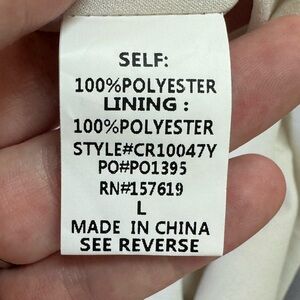 SELF:
100%POLYESTER
LINING :
100%POLYESTER
STYLE#CR10047Y
PO#PO1395
RN#157619
L
MADE IN CHINA
SEE REVERSE